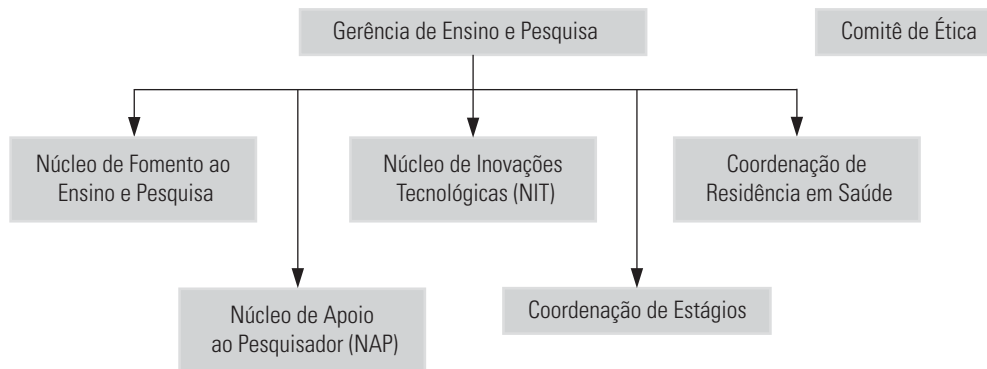 Gerência de Ensino e Pesquisa
Comitê de Ética
Núcleo de Fomento ao
Ensino e Pesquisa
Núcleo de Inovações
Tecnológicas (NIT)
Coordenação de
Residência em Saúde
Núcleo de Apoio
ao Pesquisador (NAP)
Coordenação de Estágios